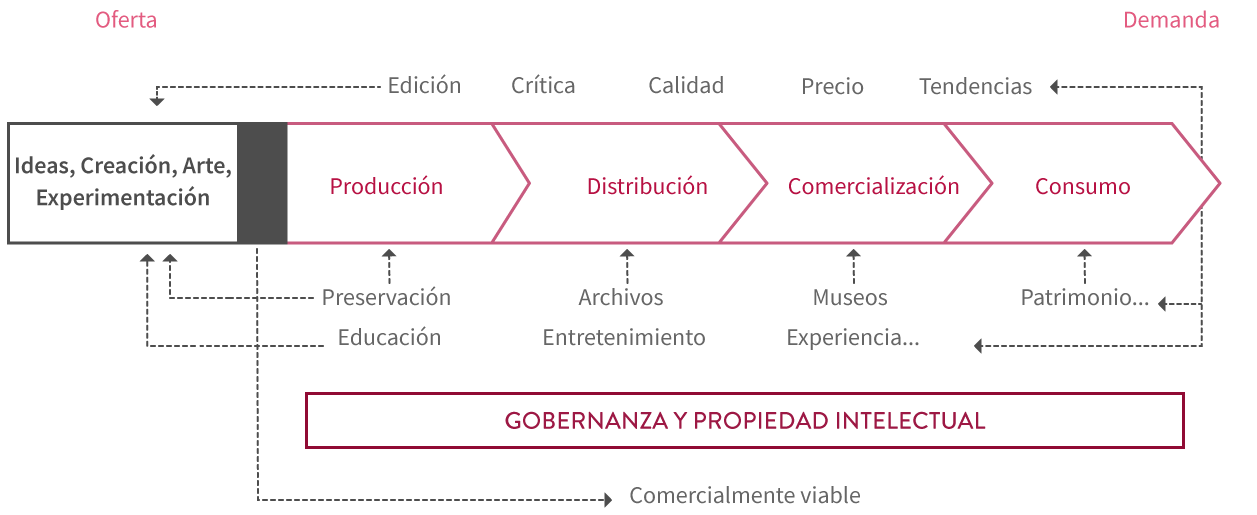 Oferta Demanda
Edición Crítica Calidad Precio Tendencias
Ideas, Creación, Arte,
Experimentación
Producción Distribución Comercialización Consumo
Preservación Archivos Museos Patrimonio...
Educación Entretenimiento Experiencia...
GOBERNANZA Y PROPIEDAD INTELECTUAL
Comercialmente viable